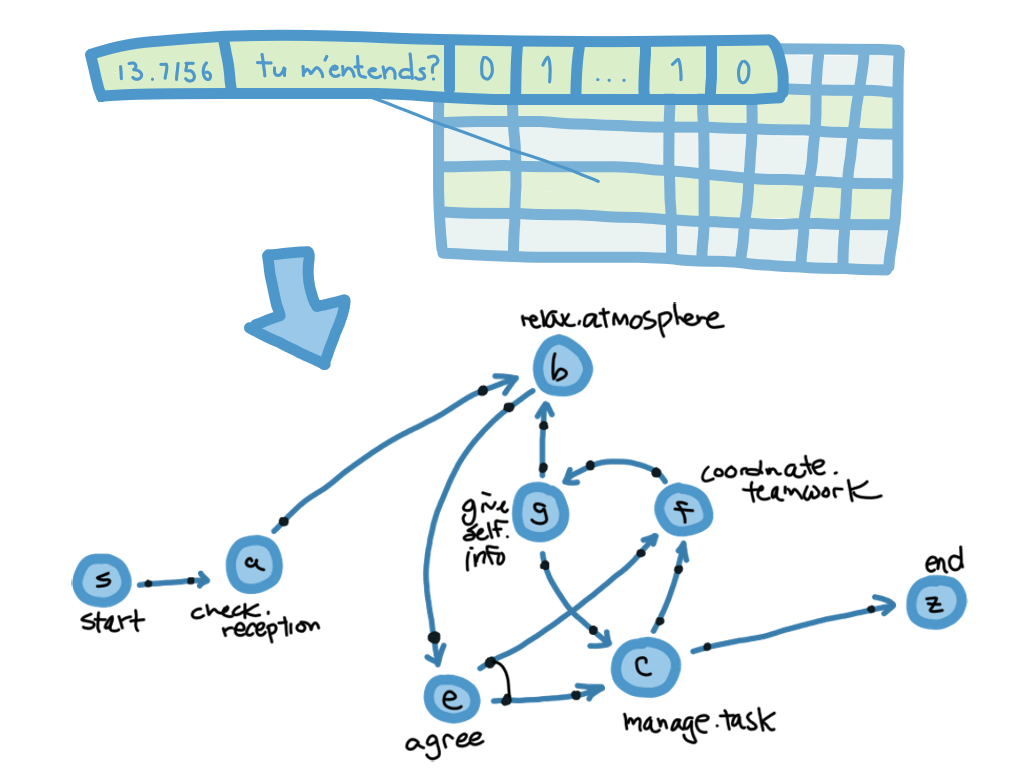 13.7156 tu m'entends? 0 1 ... 1 0
relax.atmosphere
b
coordnate.
teamwork
give
self.
info
g
f
s
start
a
check.
reception
end
z
e
agree
c
manage.task